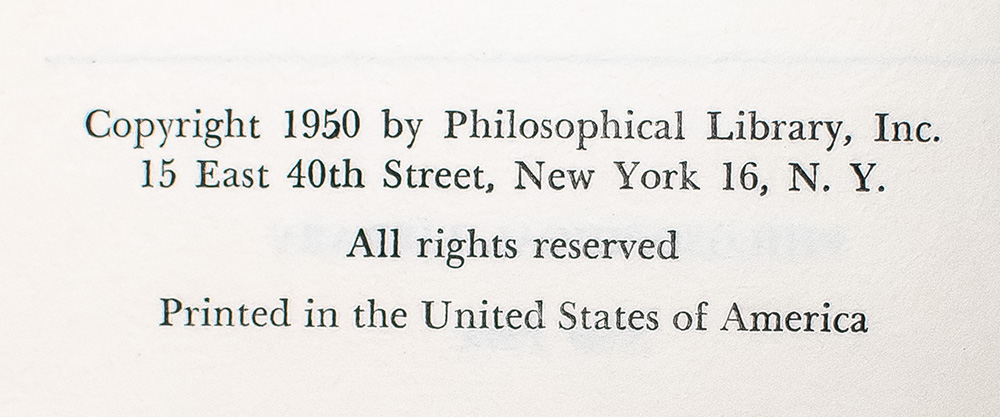 Copyright 1950 by Philosophical Library, Inc.
15 East 40th Street, New York 16, N. Y.
All rights reserved
Printed in the United States of America